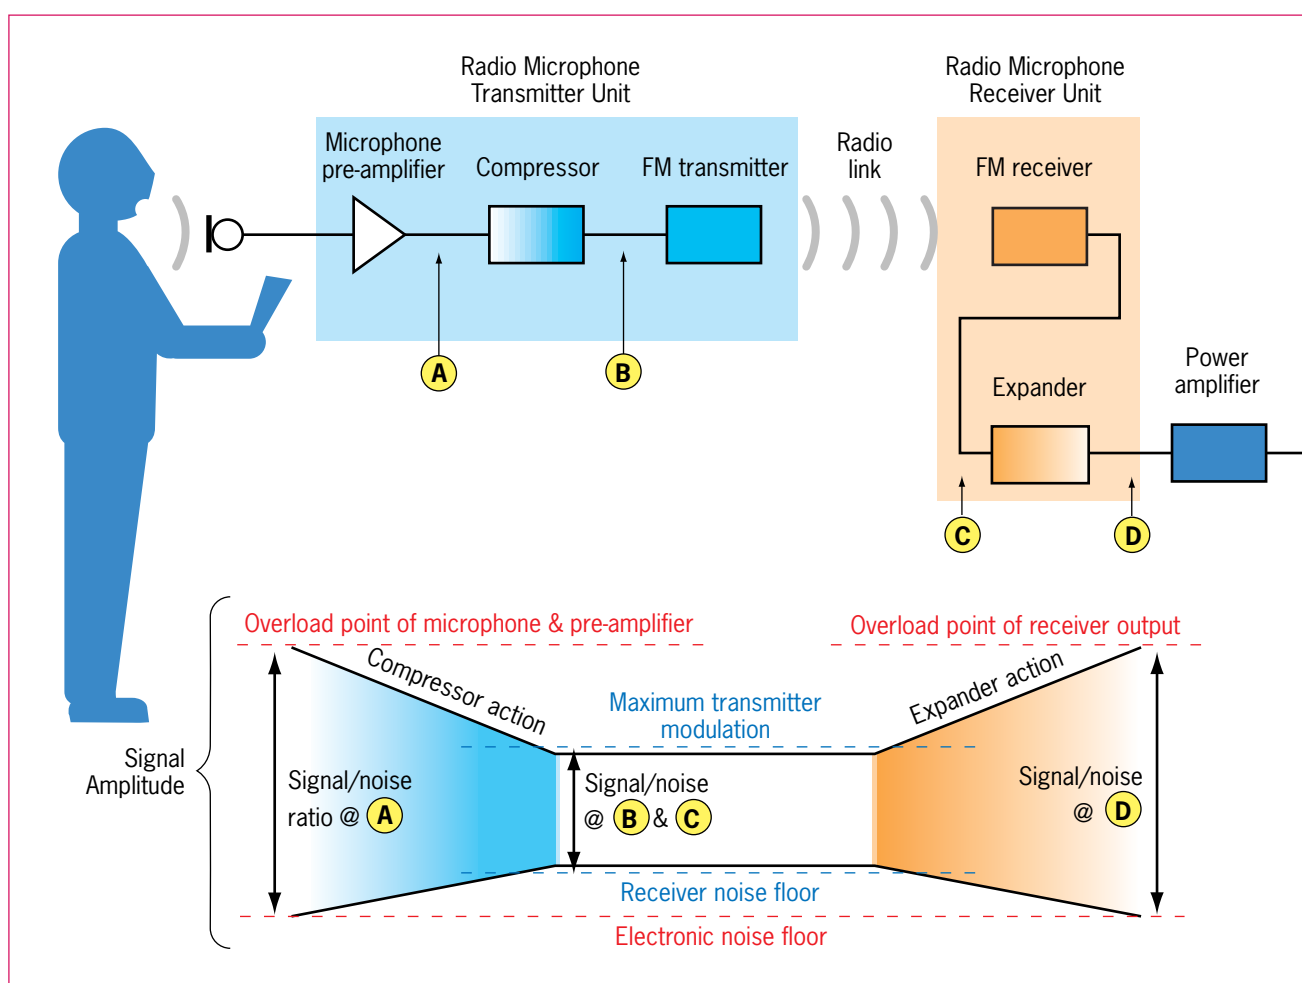 Radio Microphone
Transmitter Unit
Radio Microphone
Receiver Unit
Microphone
pre-amplifier
Compressor
FM transmitter
Radio
link
FM receiver
A
B
Expander
Power
amplifier
C
D
Overload point of microphone & pre-amplifier
Overload point of receiver output
Compressor action
Expander action
Maximum transmitter
modulation
Signal
Amplitude
Signal/noise
ratio @ A
Signal/noise
@ B & C
Signal/noise
@ D
Receiver noise floor
Electronic noise floor